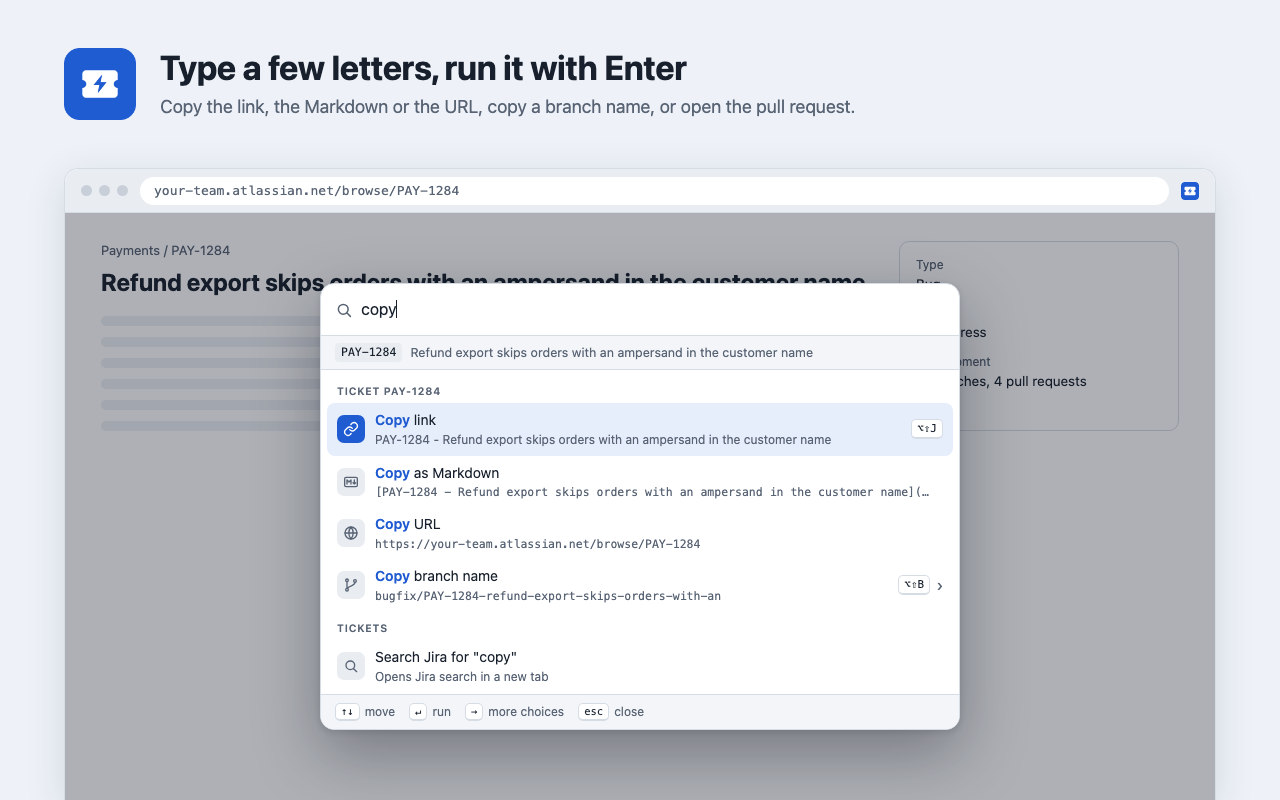 Type a few letters, run it with Enter
Copy the link, the Markdown or the URL, copy a branch name, or open the pull request.
your-team.atlassian.net/browse/PAY-1284
Payments / PAY-1284
Refund export skips orders with an ampersand in the customer name
Type
copy
ress
PAY-1284 Refund export skips orders with an ampersand in the customer name
ment
ches, 4 pull requests
TICKET PAY-1284
Copy link
PAY-1284 - Refund export skips orders with an ampersand in the customer name
⌥⇧J
Copy as Markdown
[PAY-1284 - Refund export skips orders with an ampersand in the customer name](…
Copy URL
https://your-team.atlassian.net/browse/PAY-1284
Copy branch name
bugfix/PAY-1284-refund-export-skips-orders-with-an
⌥⇧B ›
TICKETS
Search Jira for "copy"
Opens Jira search in a new tab
↑↓ move ↵ run → more choices esc close